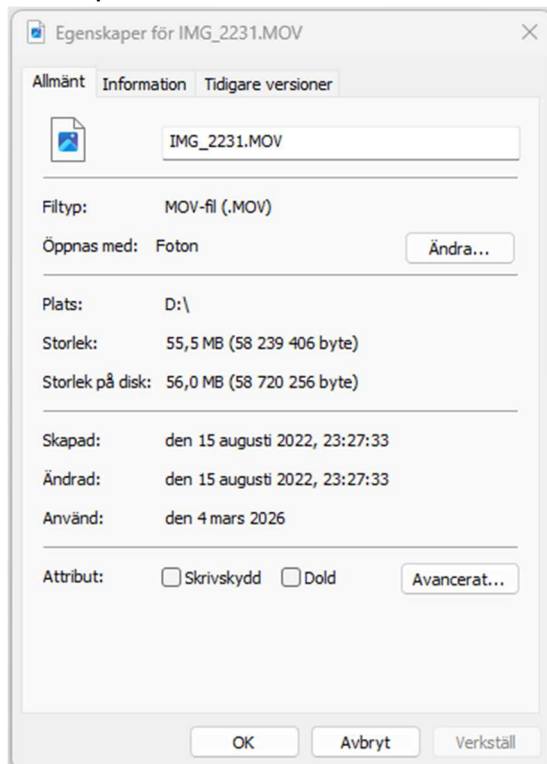 Egenskaper för IMG_2231.MOV
Allmänt Information Tidigare versioner
IMG_2231.MOV
Filtyp: MOV-fil (.MOV)
Öppnas med: Foton Ändra...
Plats: D:\
Storlek: 55,5 MB (58 239 406 byte)
Storlek på disk: 56,0 MB (58 720 256 byte)
Skapad: den 15 augusti 2022, 23:27:33
Ändrad: den 15 augusti 2022, 23:27:33
Använd: den 4 mars 2026
Attribut: Skrivskydd Dold Avancerat...
OK Avbryt Verkställ